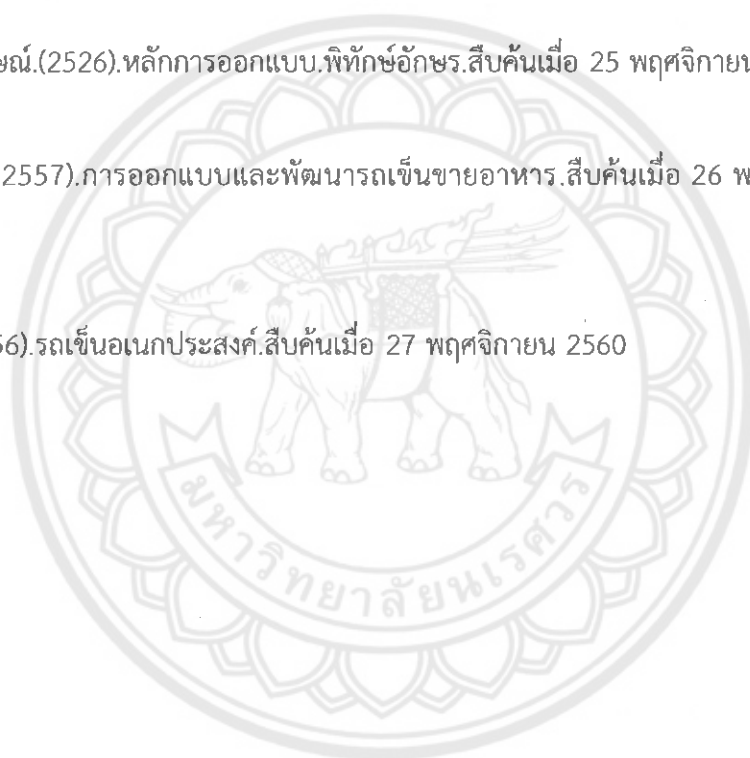 ษณ์.(2526).หลักการออกแบบ.พิทักษ์อักษร.สืบค้นเมื่อ 25 พฤศจิกายน
2557).การออกแบบและพัฒนารถเข็นขายอาหาร.สืบค้นเมื่อ 26 พ
56).รถเข็นอเนกประสงค์.สืบค้นเมื่อ 27 พฤศจิกายน 2560
มหาวิทยาลัยนเรศวร